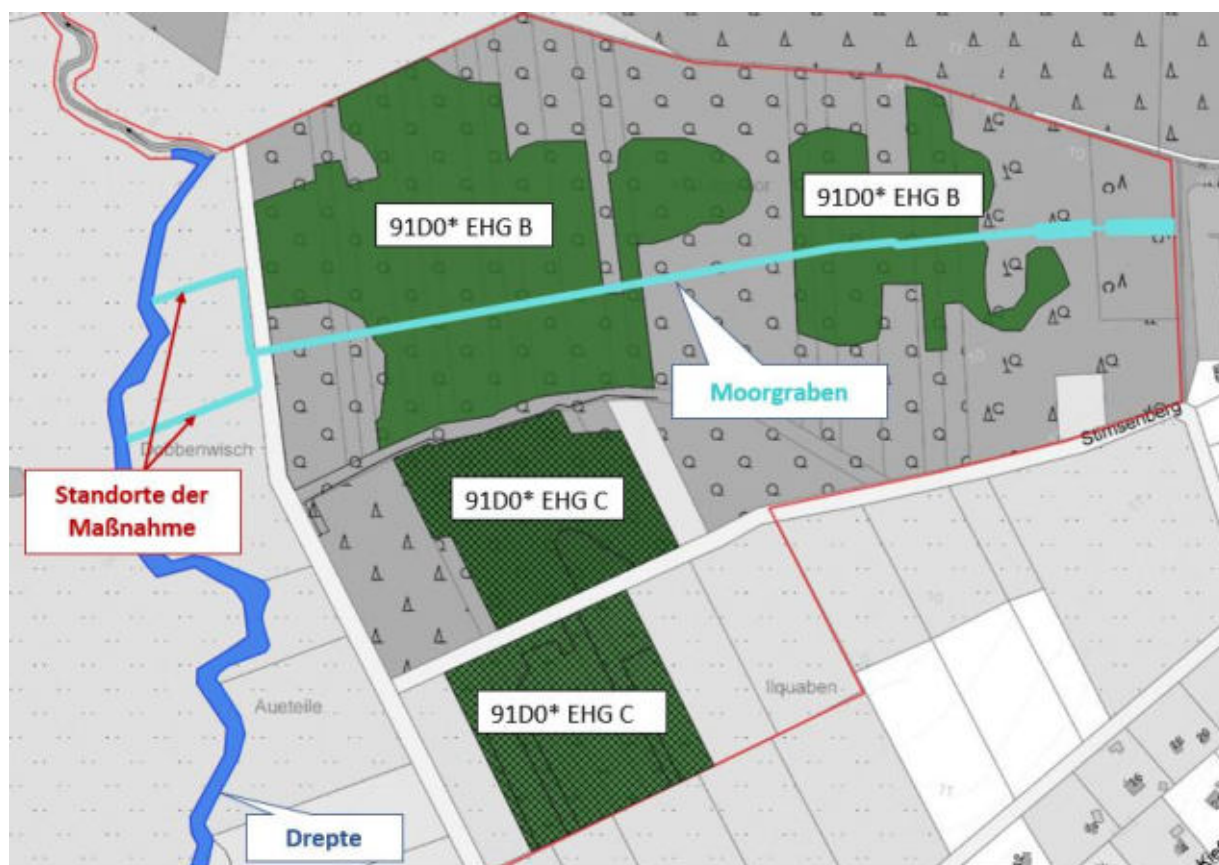 91D0* EHG B
91D0* EHG B
Moorgraben
Stimsenberg
Dobbenwisch
Standorte der
Maßnahme
91D0* EHG C
91D0* EHG C
Ilquaben
Aueteile
Drepte